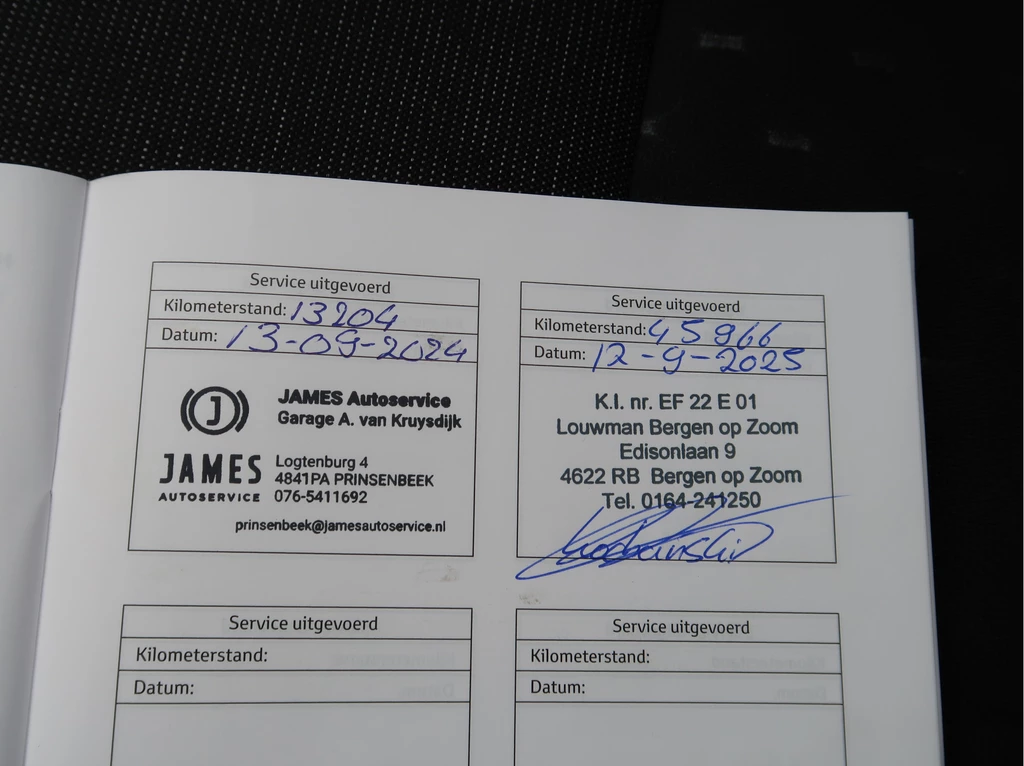 Service uitgevoerd
Kilometerstand: 13204
Datum: 13-09-2024
J
JAMES Autoservice
Garage A. van Kruysdijk
JAMES
AUTOSERVICE
Logtenburg 4
4841PA PRINSENBEEK
076-5411692
prinsenbeek@jamesautoservice.nl
Service uitgevoerd
Kilometerstand: 45966
Datum: 12-9-2025
K.I. nr. EF 22 E 01
Louwman Bergen op Zoom
Edisonlaan 9
4622 RB Bergen op Zoom
Tel. 0164-241250
Service uitgevoerd
Kilometerstand:
Datum:
Service uitgevoerd
Kilometerstand:
Datum: